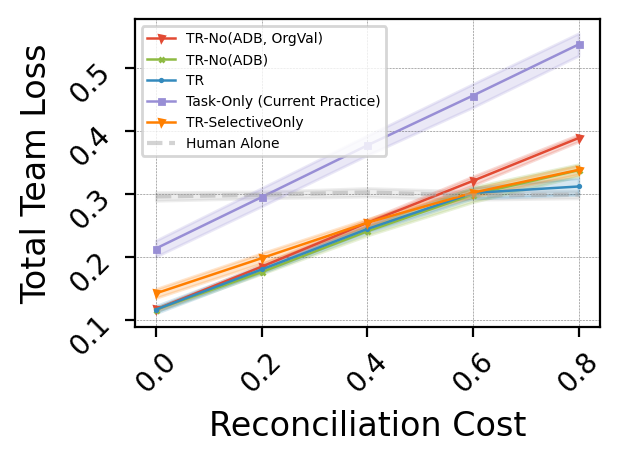 Total Team Loss
0.5
0.4
0.3
0.2
0.1
TR-No(ADB, OrgVal)
TR-No(ADB)
TR
Task-Only (Current Practice)
TR-SelectiveOnly
Human Alone
0.0
0.2
0.4
0.6
0.8
Reconciliation Cost